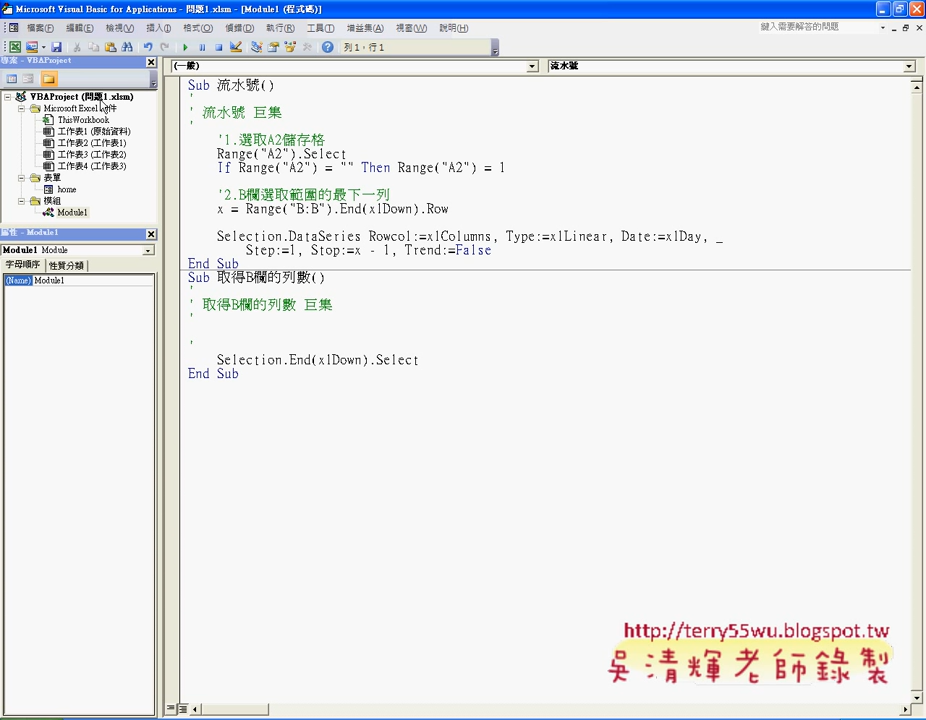 Microsoft Visual Basic for Applications - 問題1.xlsm - [Module1 (程式碼)]
檔案(F) 編輯(E) 檢視(V) 插入(I) 格式(O) 偵錯(D) 執行(R) 工具(T) 增益集(A) 視窗(W) 說明(H) 鍵入需要解答的問題
列 1, 行 1
專案 - VBAProject
(一般) 流水號
VBAProject (問題1.xlsm)
Microsoft Excel 物件
ThisWorkbook
工作表1 (原始資料)
工作表2 (工作表1)
工作表3 (工作表2)
工作表4 (工作表3)
表單
home
模組
Module1
屬性 - Module1
Module1 Module
字母順序 性質分類
(Name) Module1
Sub 流水號()
'
' 流水號 巨集
'
'1.選取A2儲存格
Range("A2").Select
If Range("A2") = "" Then Range("A2") = 1
'2.B欄選取範圍的最下一列
x = Range("B:B").End(xlDown).Row
Selection.DataSeries Rowcol:=xlColumns, Type:=xlLinear, Date:=xlDay, _
Step:=1, Stop:=x - 1, Trend:=False
End Sub
Sub 取得B欄的列數()
'
' 取得B欄的列數 巨集
'
'
Selection.End(xlDown).Select
End Sub
http://terry55wu.blogspot.tw
吳清輝老師錄製